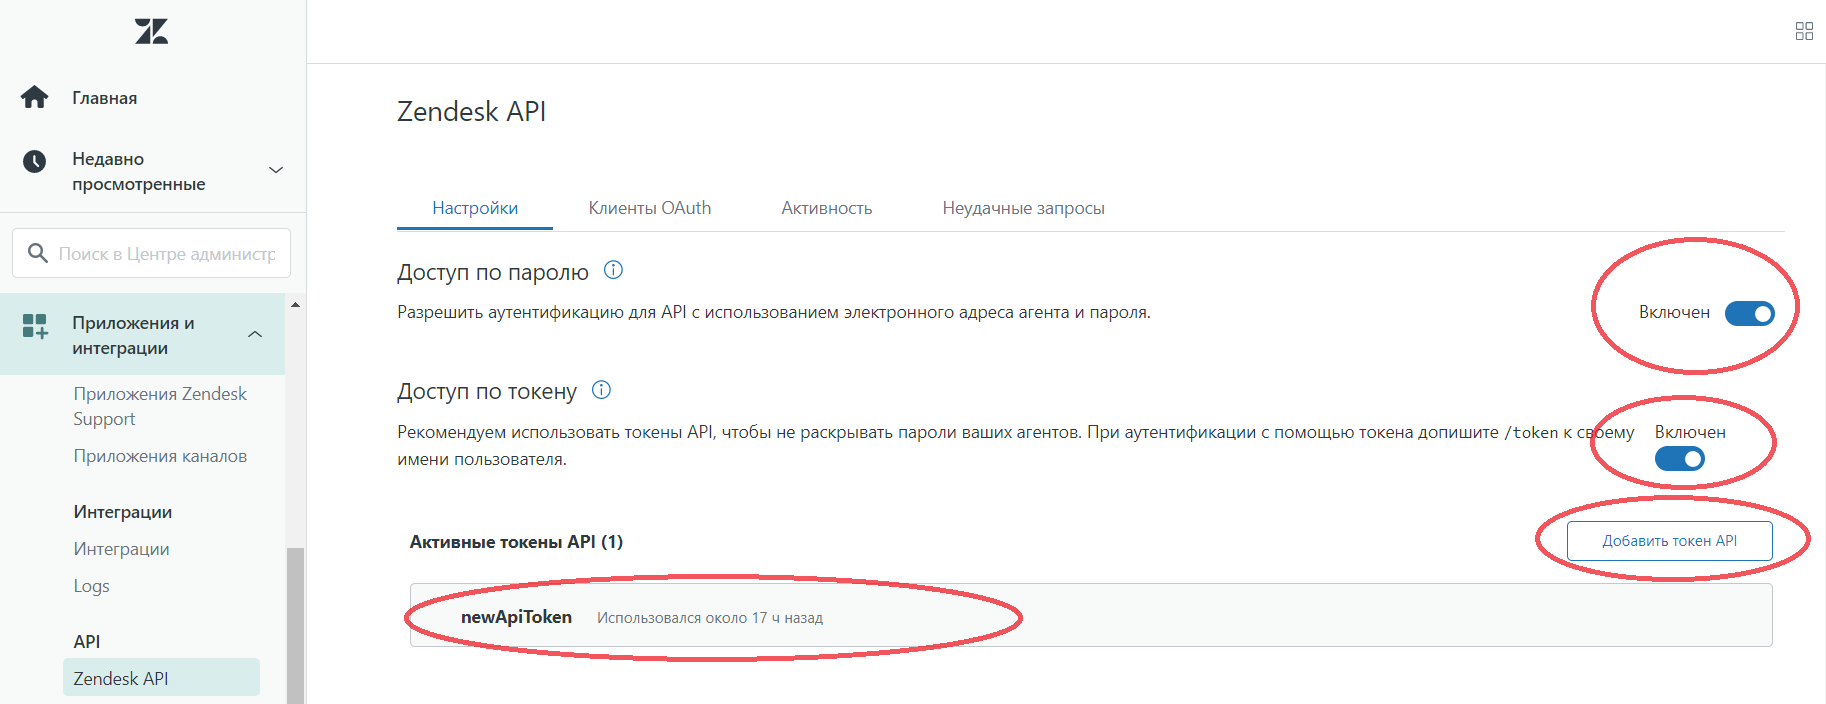 Главная
Недавно
просмотренные
Поиск в Центре администр
Приложения и
интеграции
Приложения Zendesk
Support
Приложения каналов
Интеграции
Интеграции
Logs
API
Zendesk API
Zendesk API
Настройки Клиенты OAuth Активность Неудачные запросы
Доступ по паролю
Разрешить аутентификацию для API с использованием электронного адреса агента и пароля.
Включен
Доступ по токену
Рекомендуем использовать токены API, чтобы не раскрывать пароли ваших агентов. При аутентификации с помощью токена допишите /token к своему
имени пользователя.
Включен
Активные токены API (1)
Добавить токен API
newApiToken Использовался около 17 ч назад